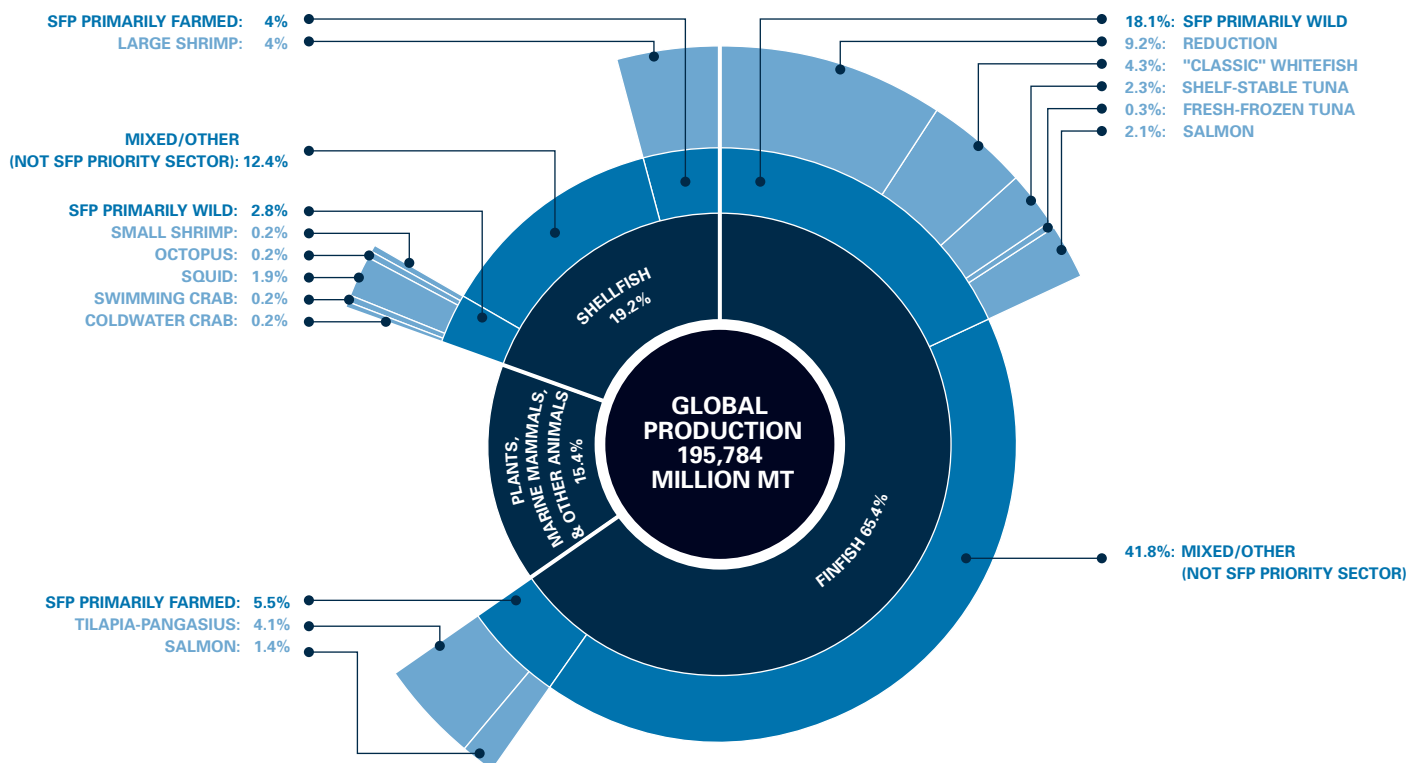 SFP PRIMARILY FARMED: 4%
LARGE SHRIMP: 4%
MIXED/OTHER
(NOT SFP PRIORITY SECTOR): 12.4%
SFP PRIMARILY WILD: 2.8%
SMALL SHRIMP: 0.2%
OCTOPUS: 0.2%
SQUID: 1.9%
SWIMMING CRAB: 0.2%
COLDWATER CRAB: 0.2%
SFP PRIMARILY FARMED: 5.5%
TILAPIA-PANGASIUS: 4.1%
SALMON: 1.4%
18.1%: SFP PRIMARILY WILD
9.2%: REDUCTION
4.3%: "CLASSIC" WHITEFISH
2.3%: SHELF-STABLE TUNA
0.3%: FRESH-FROZEN TUNA
2.1%: SALMON
41.8%: MIXED/OTHER
(NOT SFP PRIORITY SECTOR)
SHELLFISH
19.2%
PLANTS,
MARINE MAMMALS,
& OTHER ANIMALS
15.4%
FINFISH 65.4%
GLOBAL
PRODUCTION
195,784
MILLION MT